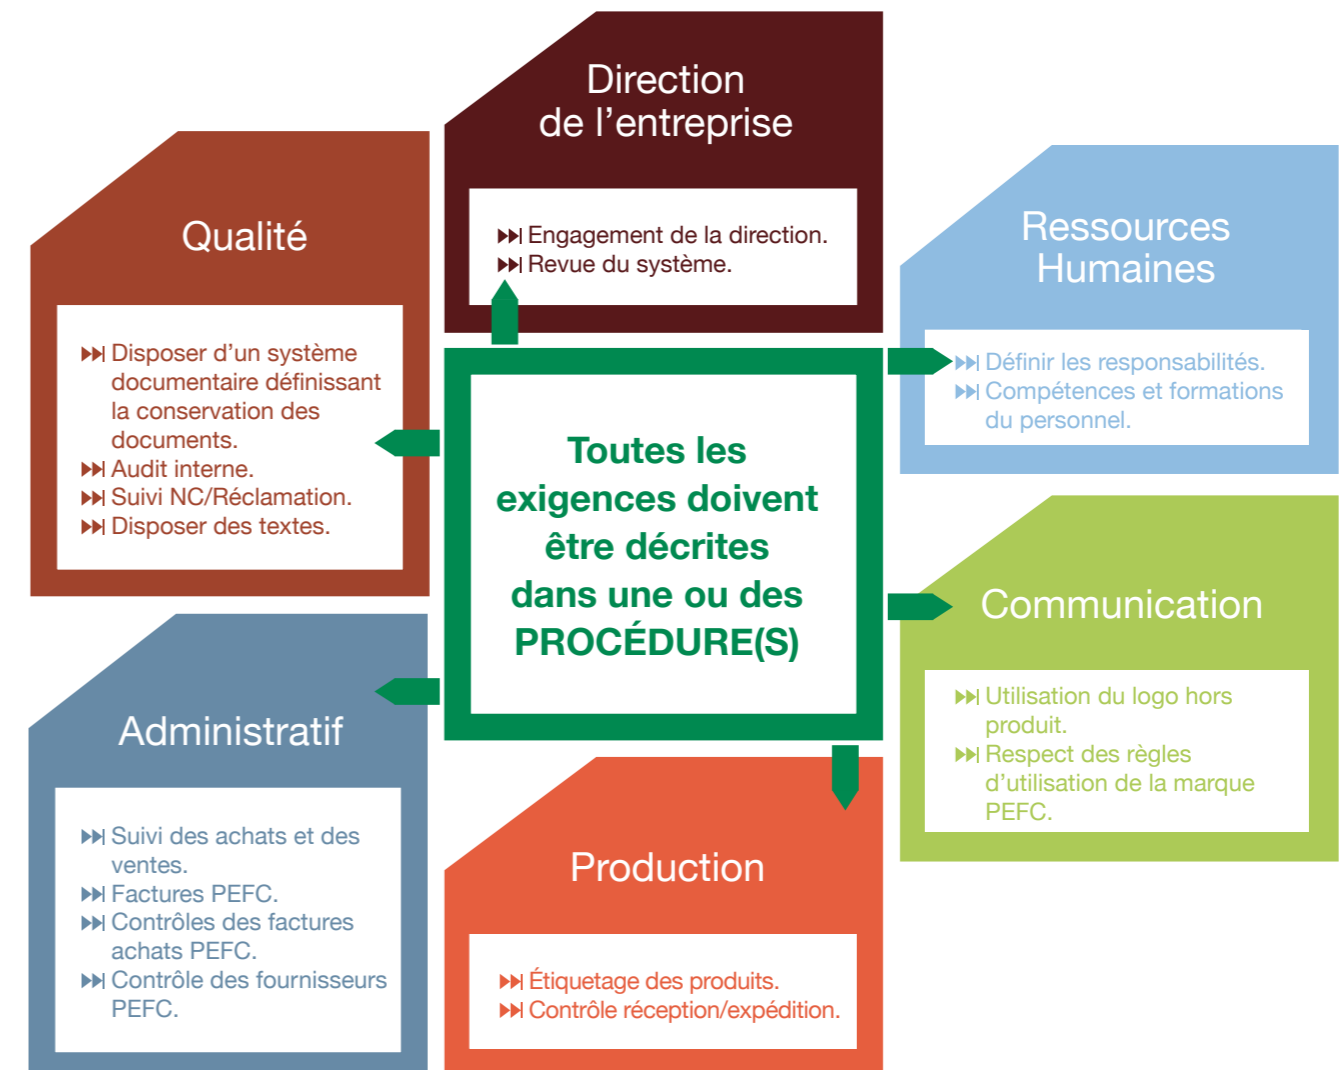 Direction
de l’entreprise
Engagement de la direction.
Revue du système.
Qualité
Disposer d’un système
documentaire définissant
la conservation des
documents.
Audit interne.
Suivi NC/Réclamation.
Disposer des textes.
Ressources
Humaines
Définir les responsabilités.
Compétences et formations
du personnel.
Toutes les
exigences doivent
être décrites
dans une ou des
PROCÉDURE(S)
Communication
Utilisation du logo hors
produit.
Respect des règles
d’utilisation de la marque
PEFC.
Administratif
Suivi des achats et des
ventes.
Factures PEFC.
Contrôles des factures
achats PEFC.
Contrôle des fournisseurs
PEFC.
Production
Étiquetage des produits.
Contrôle réception/expédition.